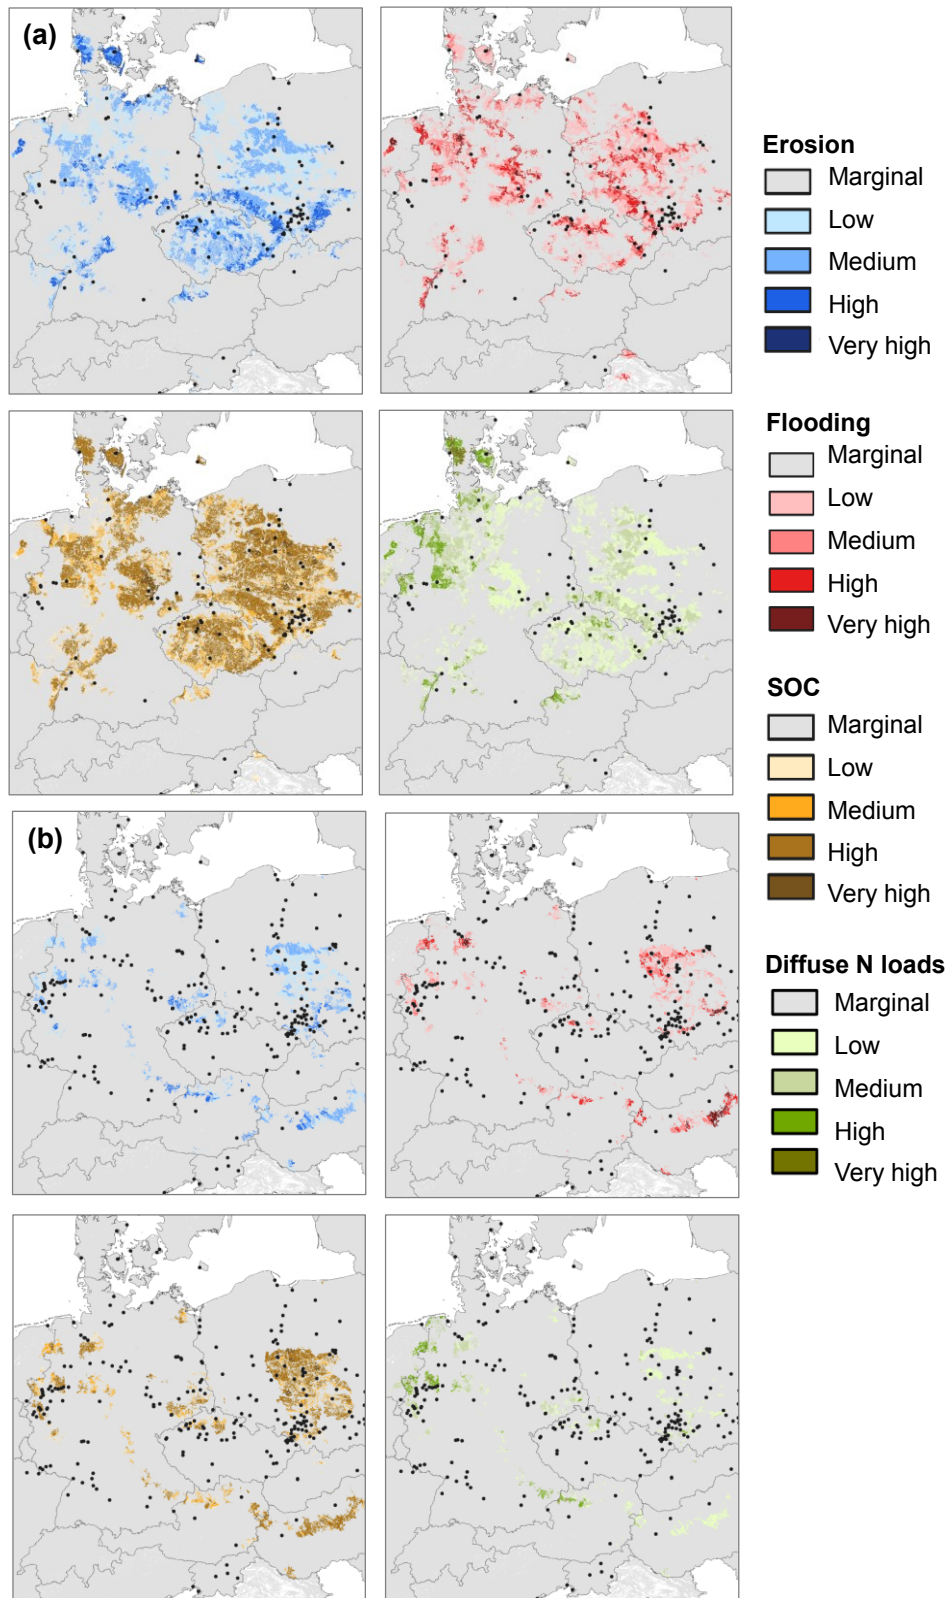 (a)
Erosion
Marginal
Low
Medium
High
Very high
Flooding
Marginal
Low
Medium
High
Very high
SOC
Marginal
Low
Medium
High
Very high
(b)
Diffuse N loads
Marginal
Low
Medium
High
Very high